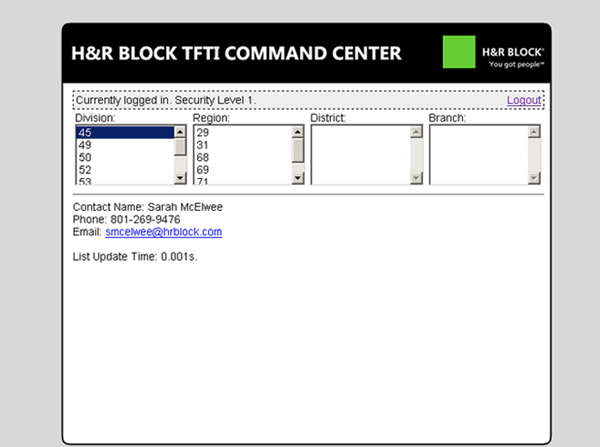 H&R BLOCK TFTI COMMAND CENTER
H&R BLOCK®
You got people℠
Currently logged in. Security Level 1. Logout
Division: Region: District: Branch:
45 29
49 31
50 68
52 69
53 71
Contact Name: Sarah McElwee
Phone: 801-269-9476
Email: smcelwee@hrblock.com
List Update Time: 0.001s.